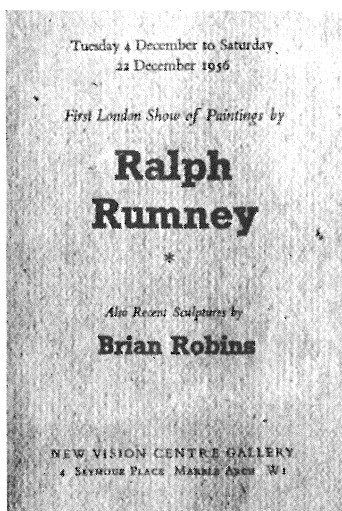 Tuesday 4 December to Saturday
22 December 1956
First London Show of Paintings by
Ralph
Rumney
*
Also Recent Sculptures by
Brian Robins
NEW VISION CENTRE GALLERY
4 Seymour Place Marble Arch W1